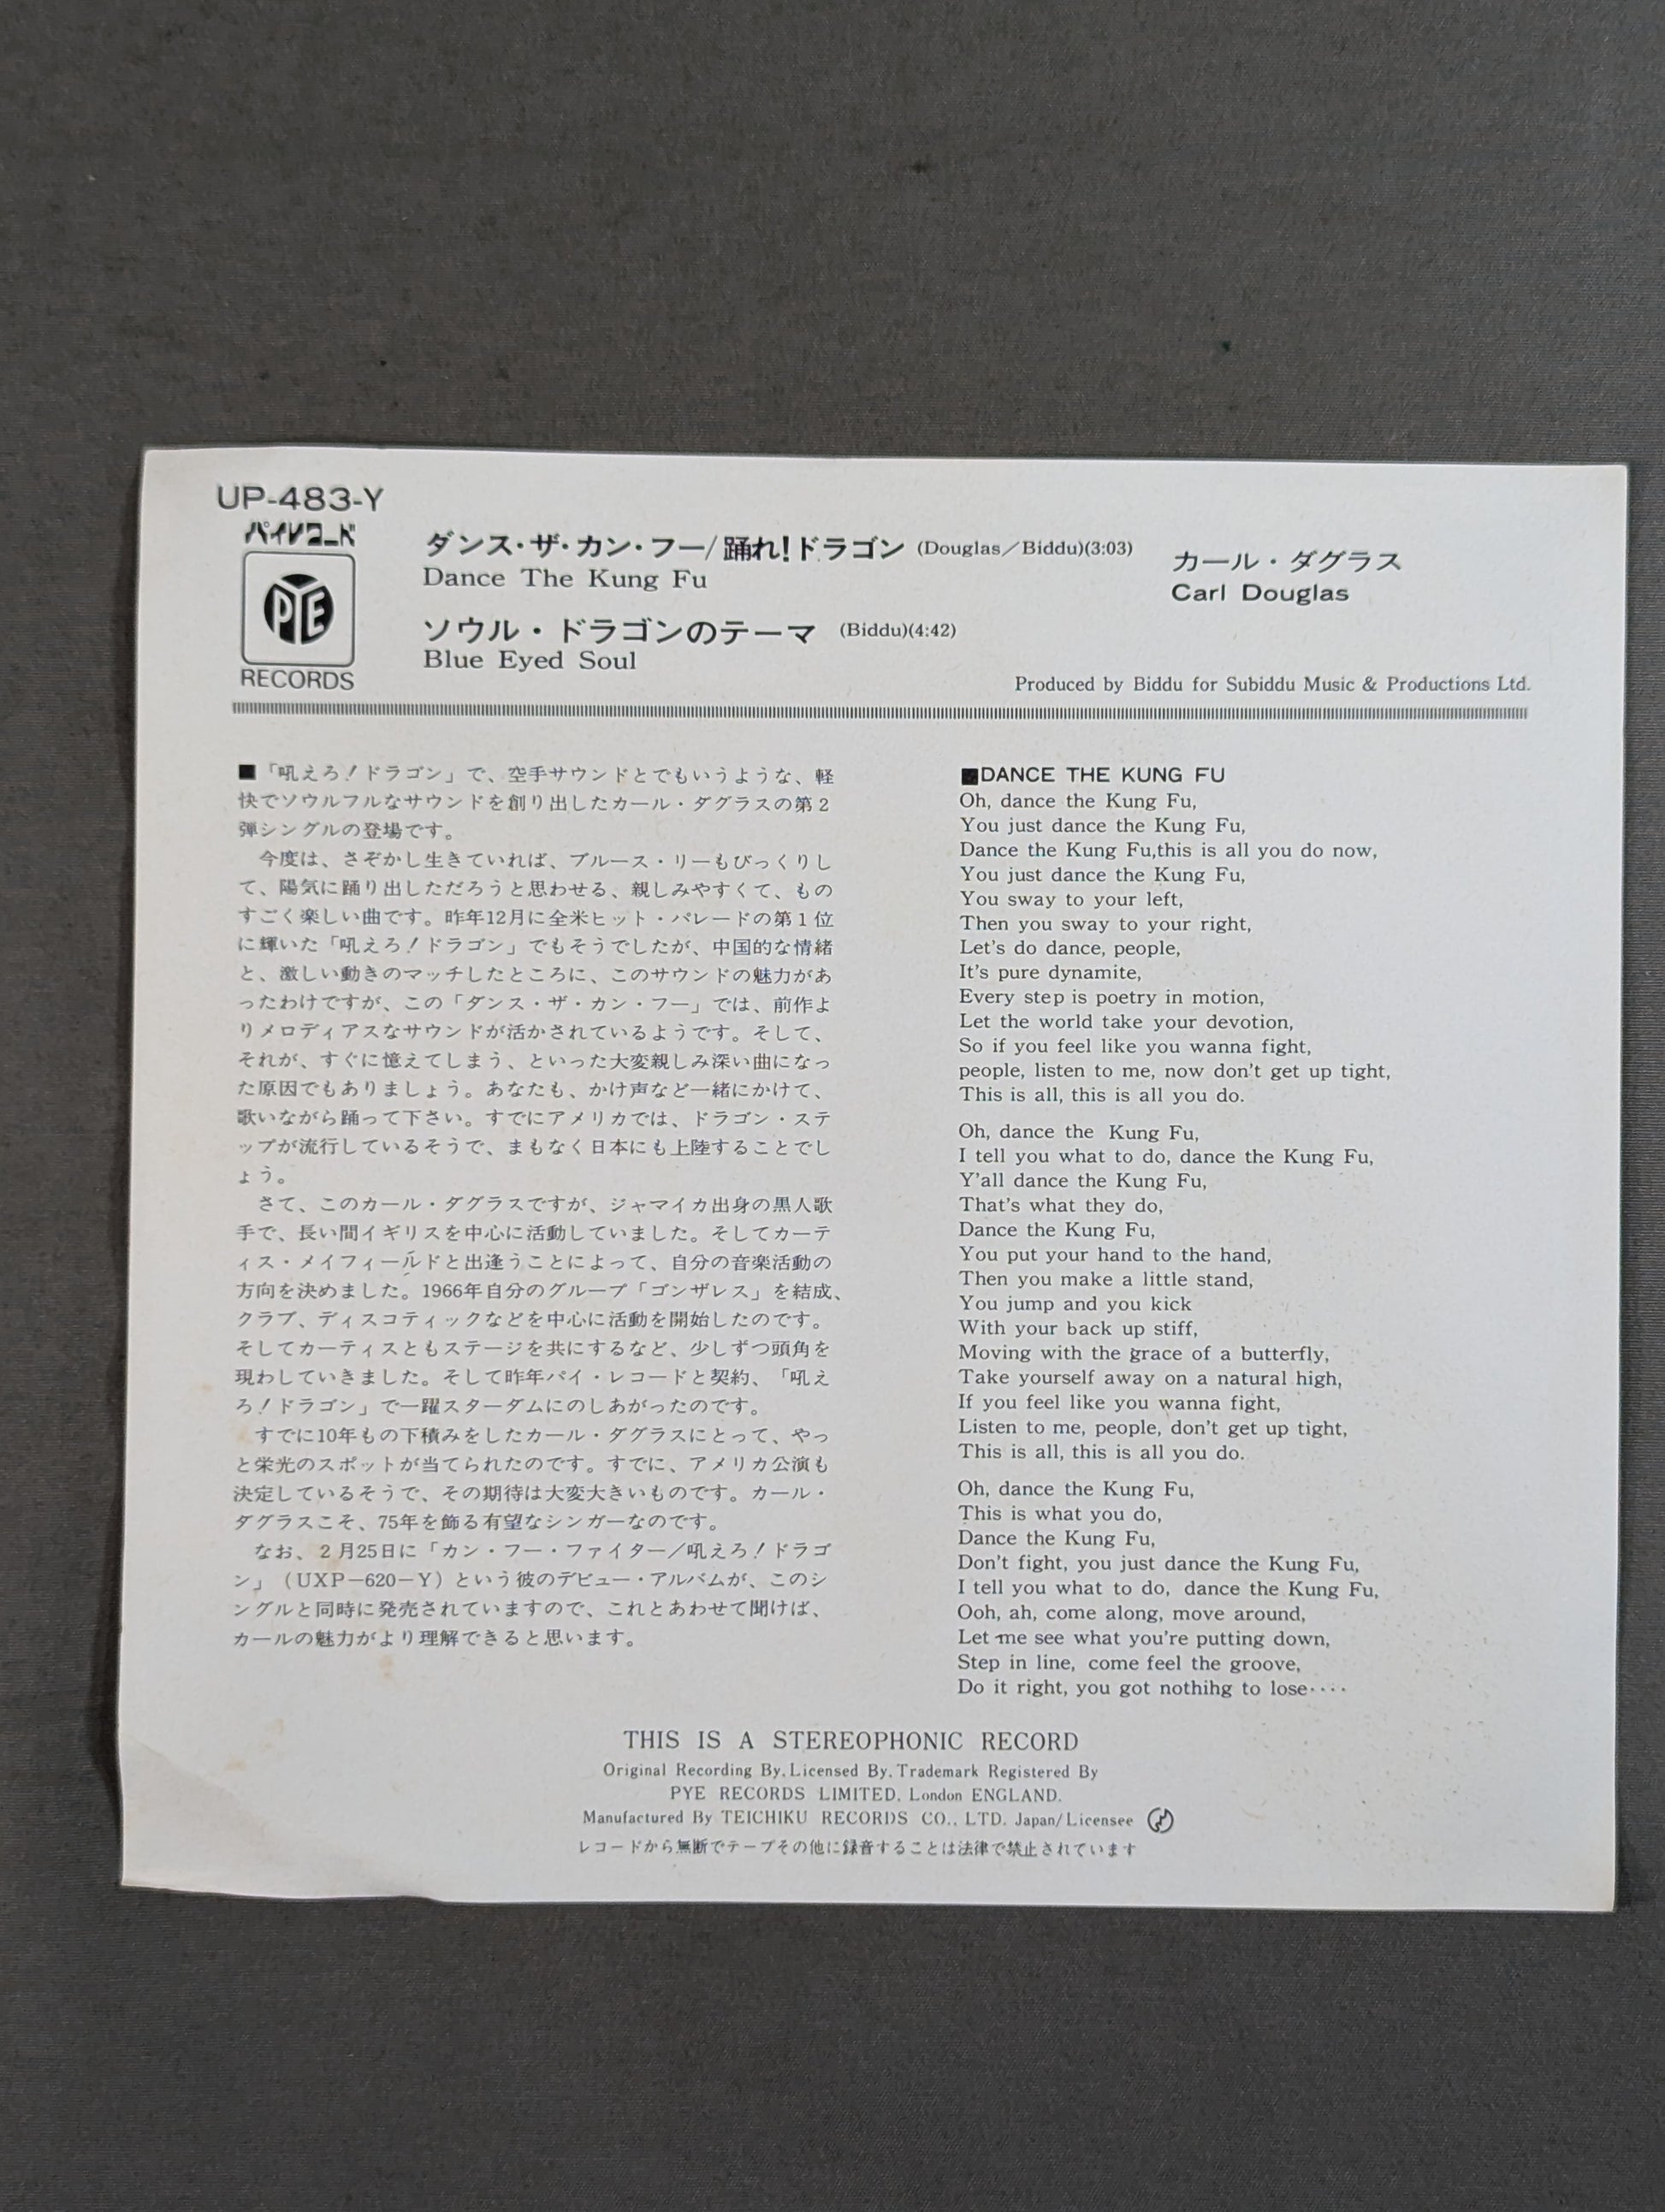 UP-483-Y
パイレコード
PYE
RECORDS
ダンス・ザ・カン・フー/踊れ!ドラゴン (Douglas/Biddu)(3:03)
Dance The Kung Fu
カール・ダグラス
Carl Douglas
ソウル・ドラゴンのテーマ (Biddu)(4:42)
Blue Eyed Soul
Produced by Biddu for Subiddu Music & Productions Ltd.
■「吼えろ!ドラゴン」で、空手サウンドとでもいうような、軽
快でソウルフルなサウンドを創り出したカール・ダグラスの第2
弾シングルの登場です。
今度は、さぞかし生きていれば、ブルース・リーもびっくりし
て、陽気に踊り出しただろうと思わせる、親しみやすくて、もの
すごく楽しい曲です。昨年12月に全米ヒット・パレードの第1位
に輝いた「吼えろ!ドラゴン」でもそうでしたが、中国的な情緒
と、激しい動きのマッチしたところに、このサウンドの魅力があ
ったわけですが、この「ダンス・ザ・カン・フー」では、前作よ
りメロディアスなサウンドが活かされているようです。そして、
それが、すぐに憶えてしまう、といった大変親しみ深い曲になっ
た原因でもありましょう。あなたも、かけ声など一緒にかけて、
歌いながら踊って下さい。すでにアメリカでは、ドラゴン・ステ
ップが流行しているそうで、まもなく日本にも上陸することでし
ょう。
さて、このカール・ダグラスですが、ジャマイカ出身の黒人歌
手で、長い間イギリスを中心に活動していました。そしてカーテ
ィス・メイフィールドと出逢うことによって、自分の音楽活動の
方向を決めました。1966年自分のグループ「ゴンザレス」を結成、
クラブ、ディスコティックなどを中心に活動を開始したのです。
そしてカーティスともステージを共にするなど、少しずつ頭角を
現わしていきました。そして昨年パイ・レコードと契約、「吼え
ろ!ドラゴン」で一躍スターダムにのしあがったのです。
すでに10年もの下積みをしたカール・ダグラスにとって、やっ
と栄光のスポットが当てられたのです。すでに、アメリカ公演も
決定しているそうで、その期待は大変大きいものです。カール・
ダグラスこそ、75年を飾る有望なシンガーなのです。
なお、2月25日に「カン・フー・ファイター/吼えろ!ドラゴ
ン」(UXP-620-Y)という彼のデビュー・アルバムが、このシ
ングルと同時に発売されていますので、これとあわせて聞けば、
カールの魅力がより理解できると思います。
■DANCE THE KUNG FU
Oh, dance the Kung Fu,
You just dance the Kung Fu,
Dance the Kung Fu,this is all you do now,
You just dance the Kung Fu,
You sway to your left,
Then you sway to your right,
Let's do dance, people,
It's pure dynamite,
Every step is poetry in motion,
Let the world take your devotion,
So if you feel like you wanna fight,
people, listen to me, now don't get up tight,
This is all, this is all you do.
Oh, dance the Kung Fu,
I tell you what to do, dance the Kung Fu,
Y'all dance the Kung Fu,
That's what they do,
Dance the Kung Fu,
You put your hand to the hand,
Then you make a little stand,
You jump and you kick
With your back up stiff,
Moving with the grace of a butterfly,
Take yourself away on a natural high,
If you feel like you wanna fight,
Listen to me, people, don't get up tight,
This is all, this is all you do.
Oh, dance the Kung Fu,
This is what you do,
Dance the Kung Fu,
Don't fight, you just dance the Kung Fu,
I tell you what to do, dance the Kung Fu,
Ooh, ah, come along, move around,
Let me see what you're putting down,
Step in line, come feel the groove,
Do it right, you got nothihg to lose····
THIS IS A STEREOPHONIC RECORD
Original Recording By, Licensed By, Trademark Registered By
PYE RECORDS LIMITED, London ENGLAND.
Manufactured By TEICHIKU RECORDS CO., LTD. Japan/Licensee
レコードから無断でテープその他に録音することは法律で禁止されています